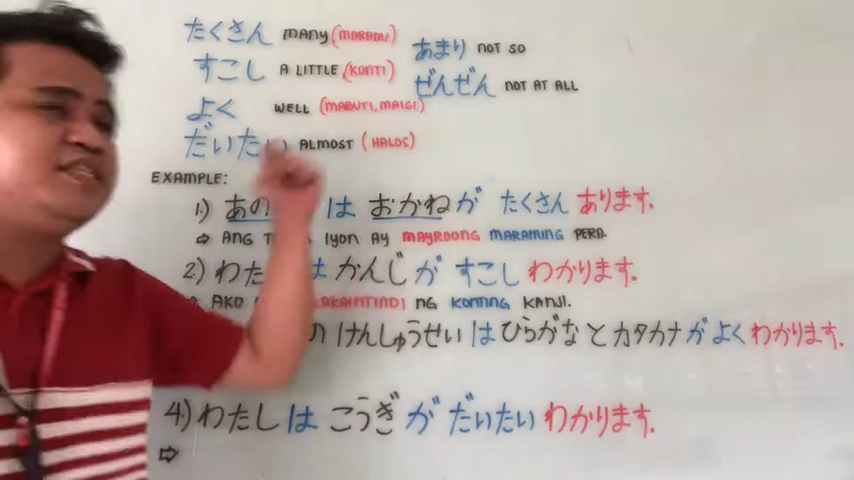 たくさん MANY (MARAMI)
あまり NOT SO
すこし A LITTLE (KONTI)
ぜんぜん NOT AT ALL
よく WELL (MABUTI, MAIGI)
だいたい ALMOST (HALOS)
EXAMPLE:
1.) あの は おかねが たくさん あります.
⇨ ANG IYON AY MAYROONG MARAMING PERA.
2.) わた は かんじが すこし わかります.
AKO NG KONTING KANJI.
の けんしゅうせい は ひらがな と カタカナ が よく わかります.
4.) わたし は こうぎ が だいたい わかります.
⇨